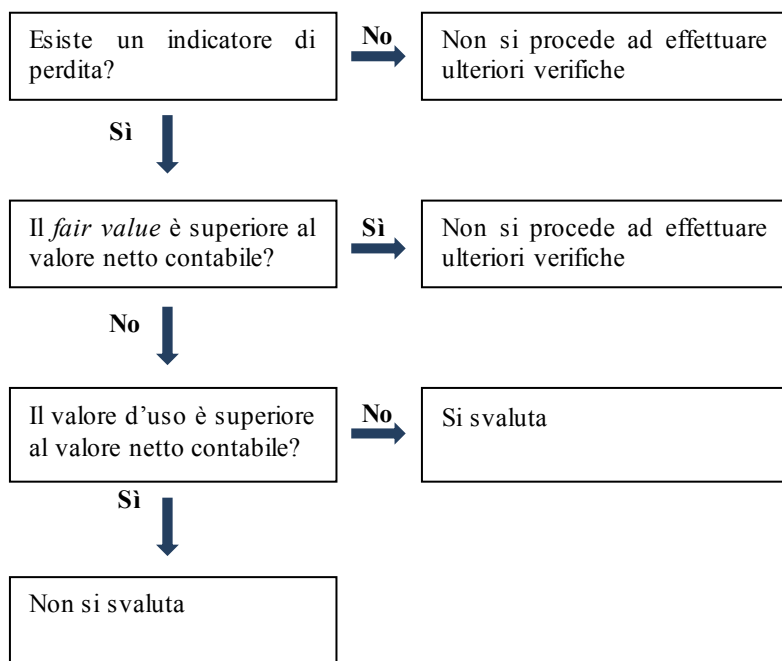 Esiste un indicatore di
perdita?
No
Non si procede ad effettuare
ulteriori verifiche
Sì
Il fair value è superiore al
valore netto contabile?
Sì
Non si procede ad effettuare
ulteriori verifiche
No
Il valore d’uso è superiore
al valore netto contabile?
No
Si svaluta
Sì
Non si svaluta